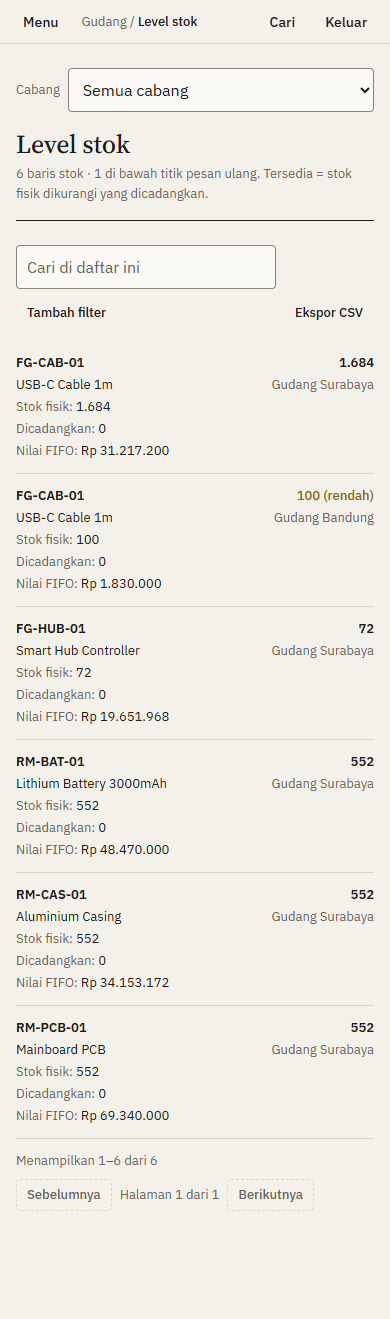 Menu Gudang / Level stok Cari Keluar
Cabang Semua cabang
Level stok
6 baris stok · 1 di bawah titik pesan ulang. Tersedia = stok
fisik dikurangi yang dicadangkan.
Cari di daftar ini
Tambah filter Ekspor CSV
FG-CAB-01 1.684
USB-C Cable 1m Gudang Surabaya
Stok fisik: 1.684
Dicadangkan: 0
Nilai FIFO: Rp 31.217.200
FG-CAB-01 100 (rendah)
USB-C Cable 1m Gudang Bandung
Stok fisik: 100
Dicadangkan: 0
Nilai FIFO: Rp 1.830.000
FG-HUB-01 72
Smart Hub Controller Gudang Surabaya
Stok fisik: 72
Dicadangkan: 0
Nilai FIFO: Rp 19.651.968
RM-BAT-01 552
Lithium Battery 3000mAh Gudang Surabaya
Stok fisik: 552
Dicadangkan: 0
Nilai FIFO: Rp 48.470.000
RM-CAS-01 552
Aluminium Casing Gudang Surabaya
Stok fisik: 552
Dicadangkan: 0
Nilai FIFO: Rp 34.153.172
RM-PCB-01 552
Mainboard PCB Gudang Surabaya
Stok fisik: 552
Dicadangkan: 0
Nilai FIFO: Rp 69.340.000
Menampilkan 1–6 dari 6
Sebelumnya Halaman 1 dari 1 Berikutnya